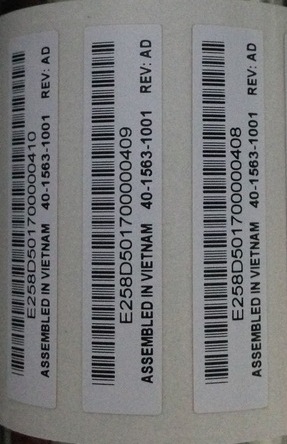 E258D501700000410
ASSEMBLED IN VIETNAM 40-1563-1001 REV: AD
E258D501700000409
ASSEMBLED IN VIETNAM 40-1563-1001 REV: AD
E258D501700000408
ASSEMBLED IN VIETNAM 40-1563-1001 REV: AD